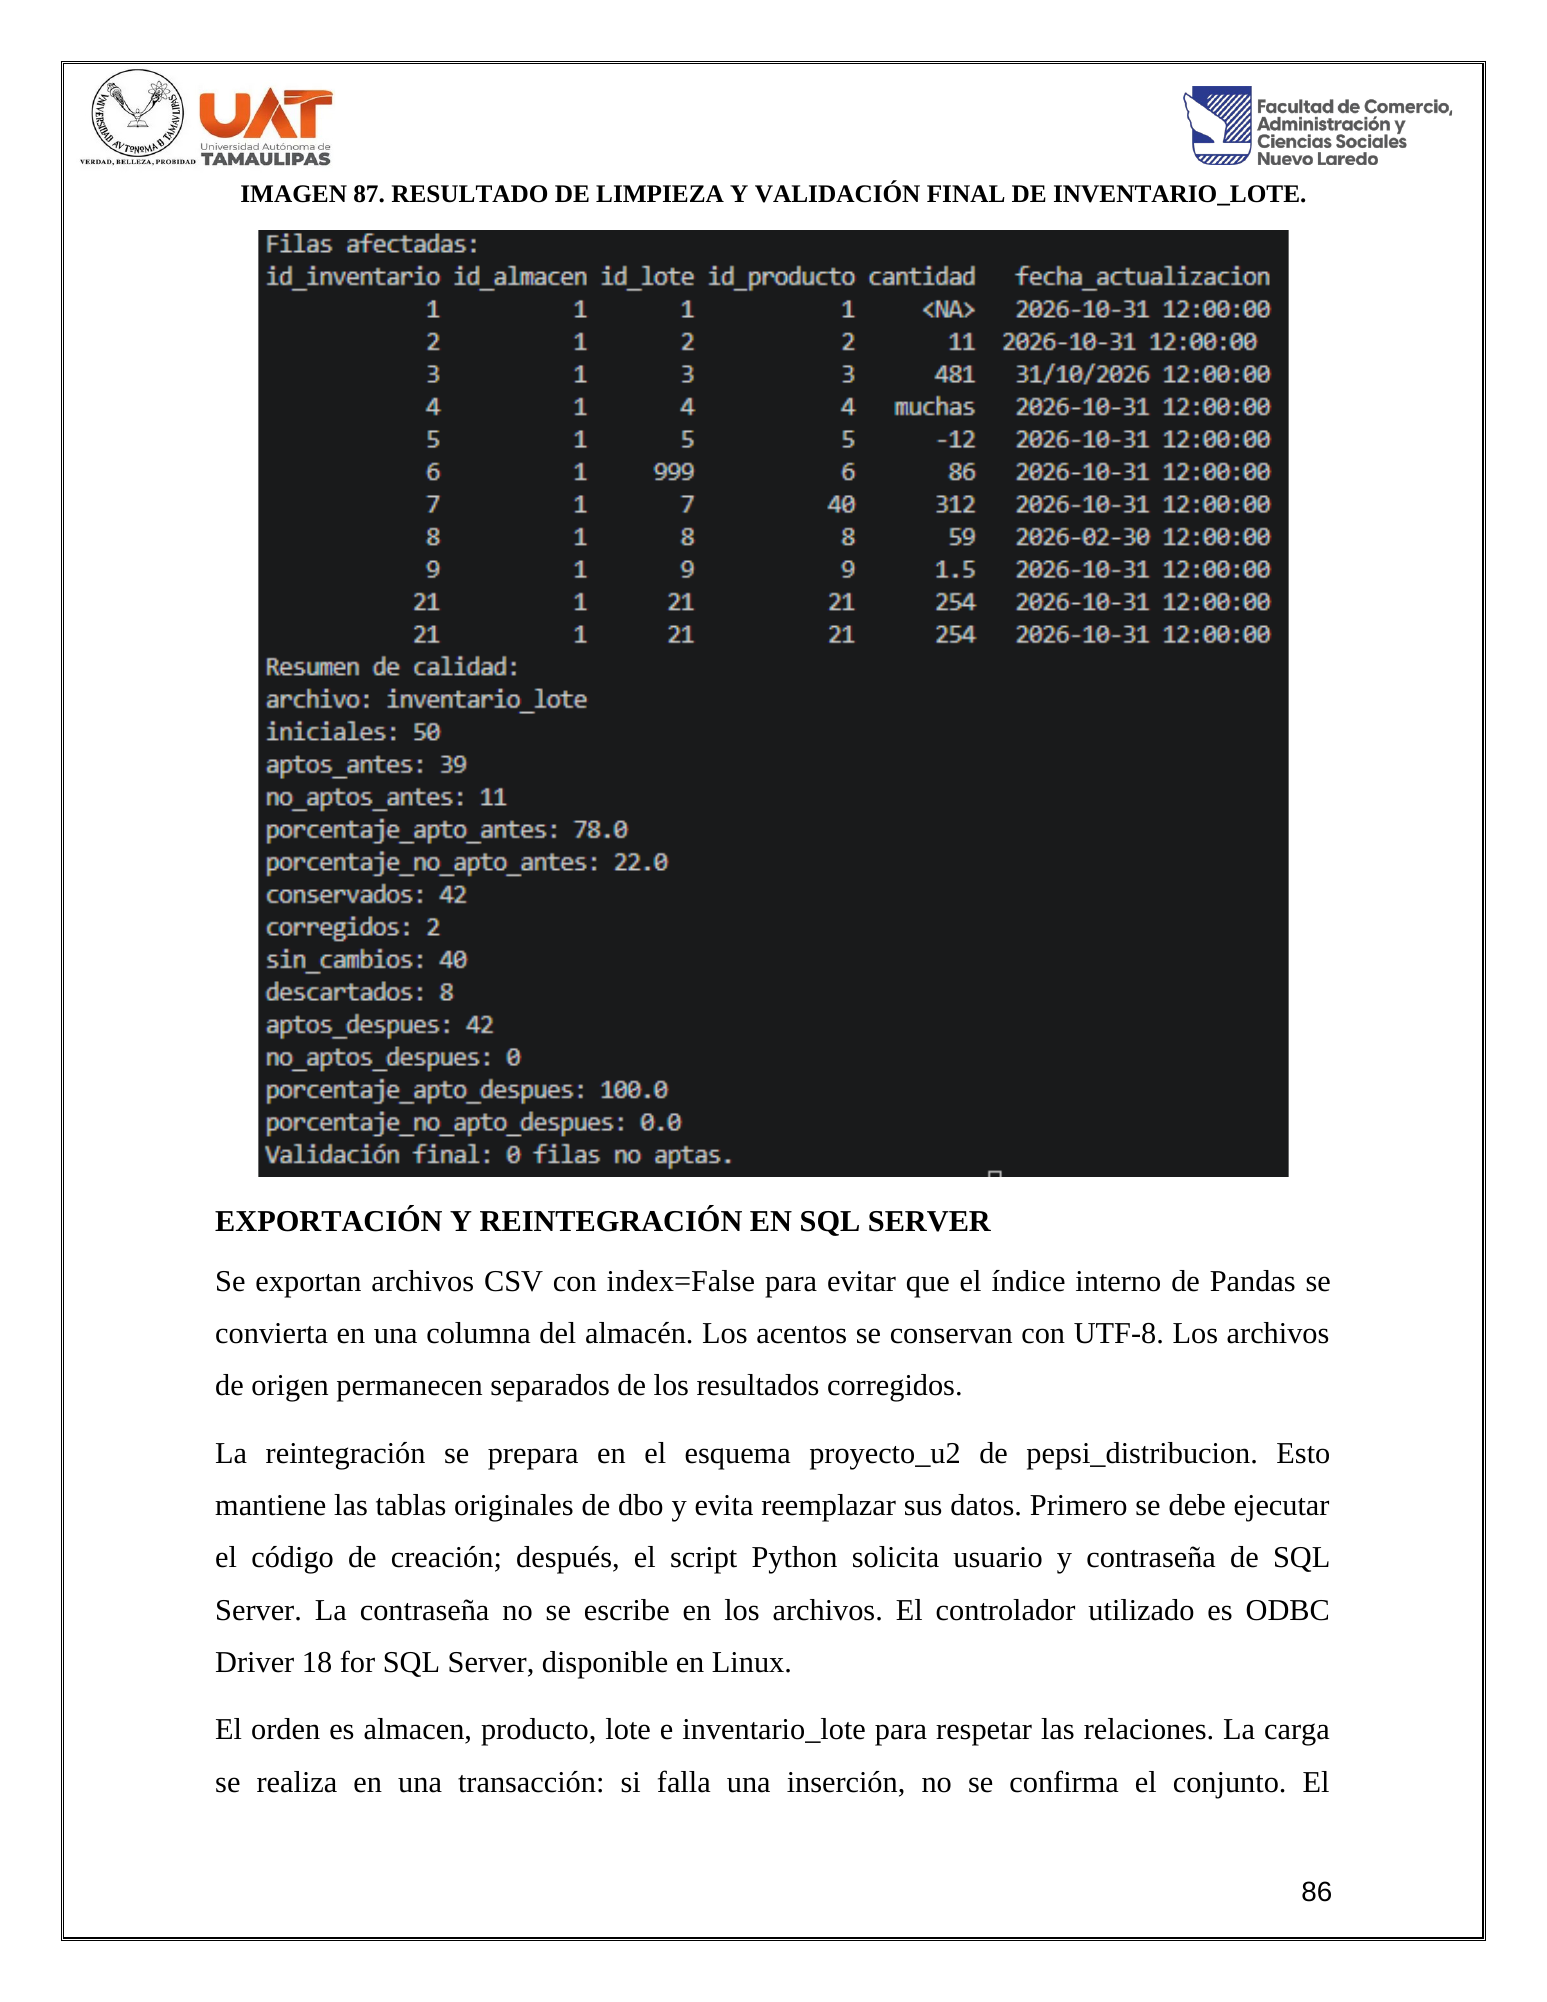 UNIVERSIDAD AUTONOMA DE TAMAULIPAS
VERDAD, BELLEZA, PROBIDAD
UAT
Universidad Autónoma de
TAMAULIPAS
Facultad de Comercio,
Administración y
Ciencias Sociales
Nuevo Laredo
IMAGEN 87. RESULTADO DE LIMPIEZA Y VALIDACIÓN FINAL DE INVENTARIO_LOTE.
Filas afectadas:
id_inventario id_almacen id_lote id_producto cantidad fecha_actualizacion
1 1 1 1 <NA> 2026-10-31 12:00:00
2 1 2 2 11 2026-10-31 12:00:00
3 1 3 3 481 31/10/2026 12:00:00
4 1 4 4 muchas 2026-10-31 12:00:00
5 1 5 5 -12 2026-10-31 12:00:00
6 1 999 6 86 2026-10-31 12:00:00
7 1 7 40 312 2026-10-31 12:00:00
8 1 8 8 59 2026-02-30 12:00:00
9 1 9 9 1.5 2026-10-31 12:00:00
21 1 21 21 254 2026-10-31 12:00:00
21 1 21 21 254 2026-10-31 12:00:00
Resumen de calidad:
archivo: inventario_lote
iniciales: 50
aptos_antes: 39
no_aptos_antes: 11
porcentaje_apto_antes: 78.0
porcentaje_no_apto_antes: 22.0
conservados: 42
corregidos: 2
sin_cambios: 40
descartados: 8
aptos_despues: 42
no_aptos_despues: 0
porcentaje_apto_despues: 100.0
porcentaje_no_apto_despues: 0.0
Validación final: 0 filas no aptas.
EXPORTACIÓN Y REINTEGRACIÓN EN SQL SERVER
Se exportan archivos CSV con index=False para evitar que el índice interno de Pandas se
convierta en una columna del almacén. Los acentos se conservan con UTF-8. Los archivos
de origen permanecen separados de los resultados corregidos.
La reintegración se prepara en el esquema proyecto_u2 de pepsi_distribucion. Esto
mantiene las tablas originales de dbo y evita reemplazar sus datos. Primero se debe ejecutar
el código de creación; después, el script Python solicita usuario y contraseña de SQL
Server. La contraseña no se escribe en los archivos. El controlador utilizado es ODBC
Driver 18 for SQL Server, disponible en Linux.
El orden es almacen, producto, lote e inventario_lote para respetar las relaciones. La carga
se realiza en una transacción: si falla una inserción, no se confirma el conjunto. El
86